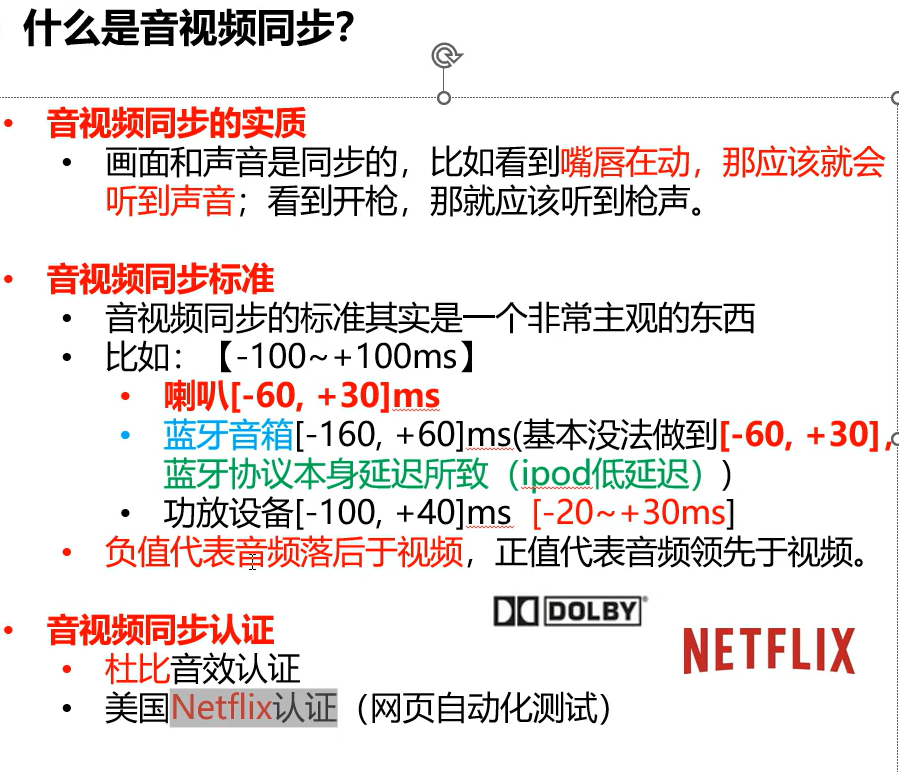 什么是音视频同步？
• 音视频同步的实质
• 画面和声音是同步的，比如看到嘴唇在动，那应该就会
听到声音；看到开枪，那就应该听到枪声。
• 音视频同步标准
• 音视频同步的标准其实是一个非常主观的东西
• 比如：【-100~+100ms】
• 喇叭[-60, +30]ms
• 蓝牙音箱[-160, +60]ms(基本没法做到[-60, +30]，
蓝牙协议本身延迟所致（ipod低延迟）)
• 功放设备[-100, +40]ms [-20~+30ms]
• 负值代表音频落后于视频，正值代表音频领先于视频。
• 音视频同步认证
DOLBY
NETFLIX
• 杜比音效认证
• 美国Netflix认证（网页自动化测试）